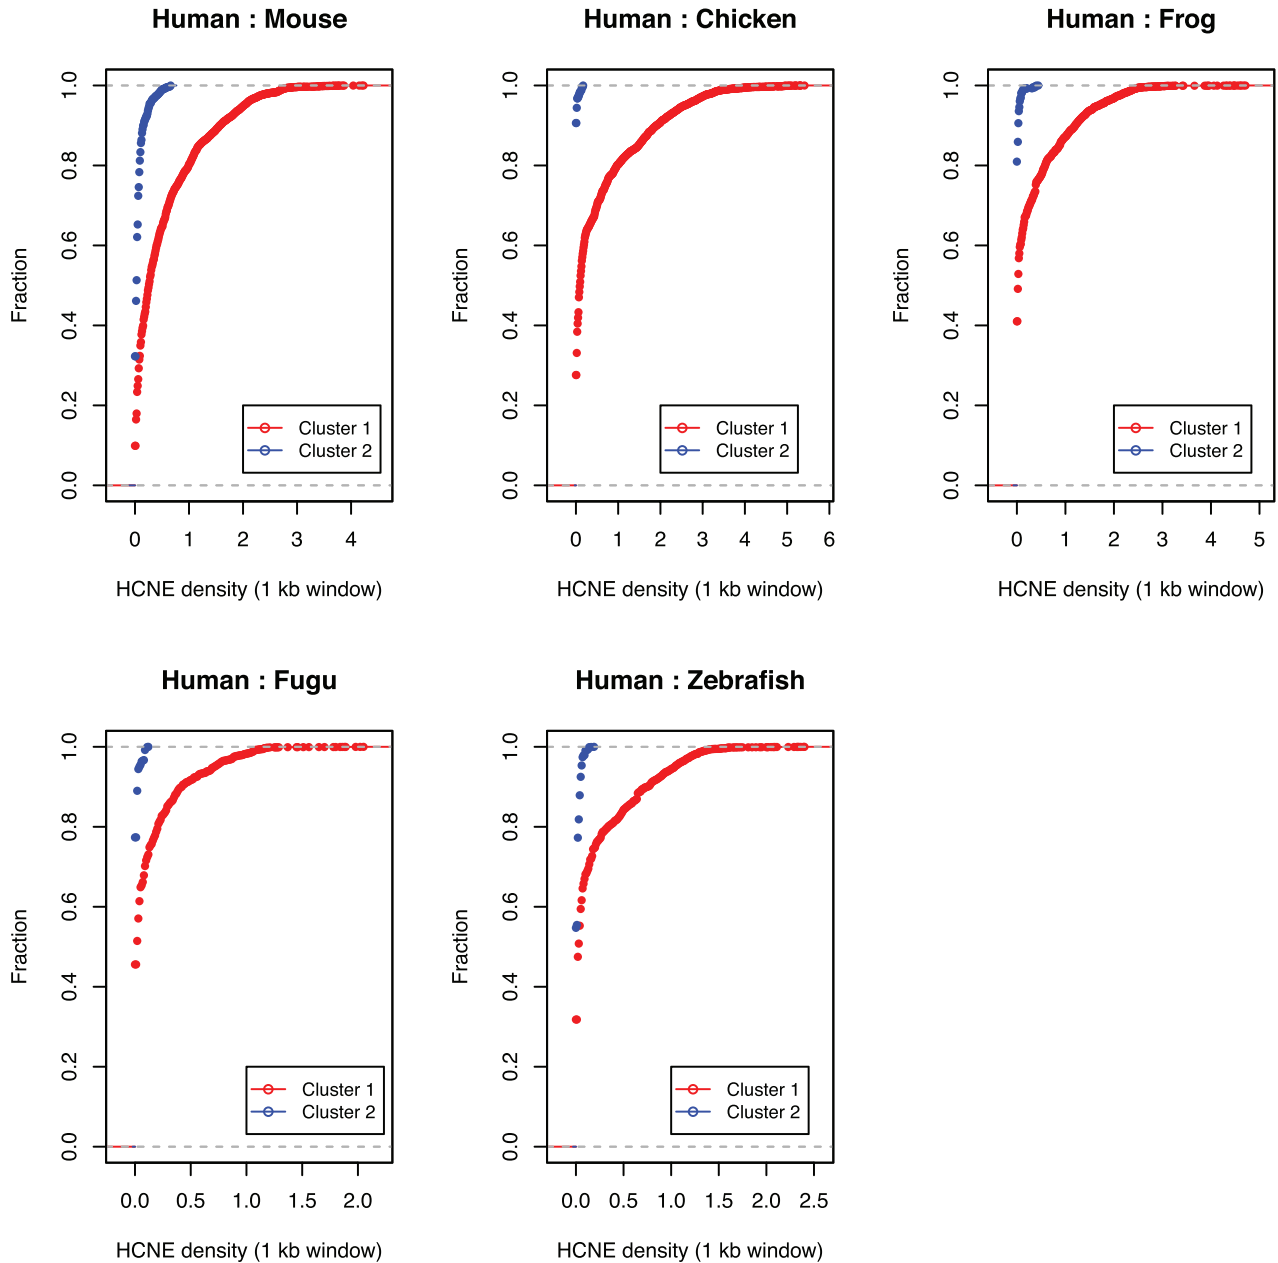 Human : Mouse
Fraction
0.0 0.2 0.4 0.6 0.8 1.0
Cluster 1
Cluster 2
0 1 2 3 4
HCNE density (1 kb window)
Human : Chicken
Fraction
0.0 0.2 0.4 0.6 0.8 1.0
Cluster 1
Cluster 2
0 1 2 3 4 5 6
HCNE density (1 kb window)
Human : Frog
Fraction
0.0 0.2 0.4 0.6 0.8 1.0
Cluster 1
Cluster 2
0 1 2 3 4 5
HCNE density (1 kb window)
Human : Fugu
Fraction
0.0 0.2 0.4 0.6 0.8 1.0
Cluster 1
Cluster 2
0.0 0.5 1.0 1.5 2.0
HCNE density (1 kb window)
Human : Zebrafish
Fraction
0.0 0.2 0.4 0.6 0.8 1.0
Cluster 1
Cluster 2
0.0 0.5 1.0 1.5 2.0 2.5
HCNE density (1 kb window)